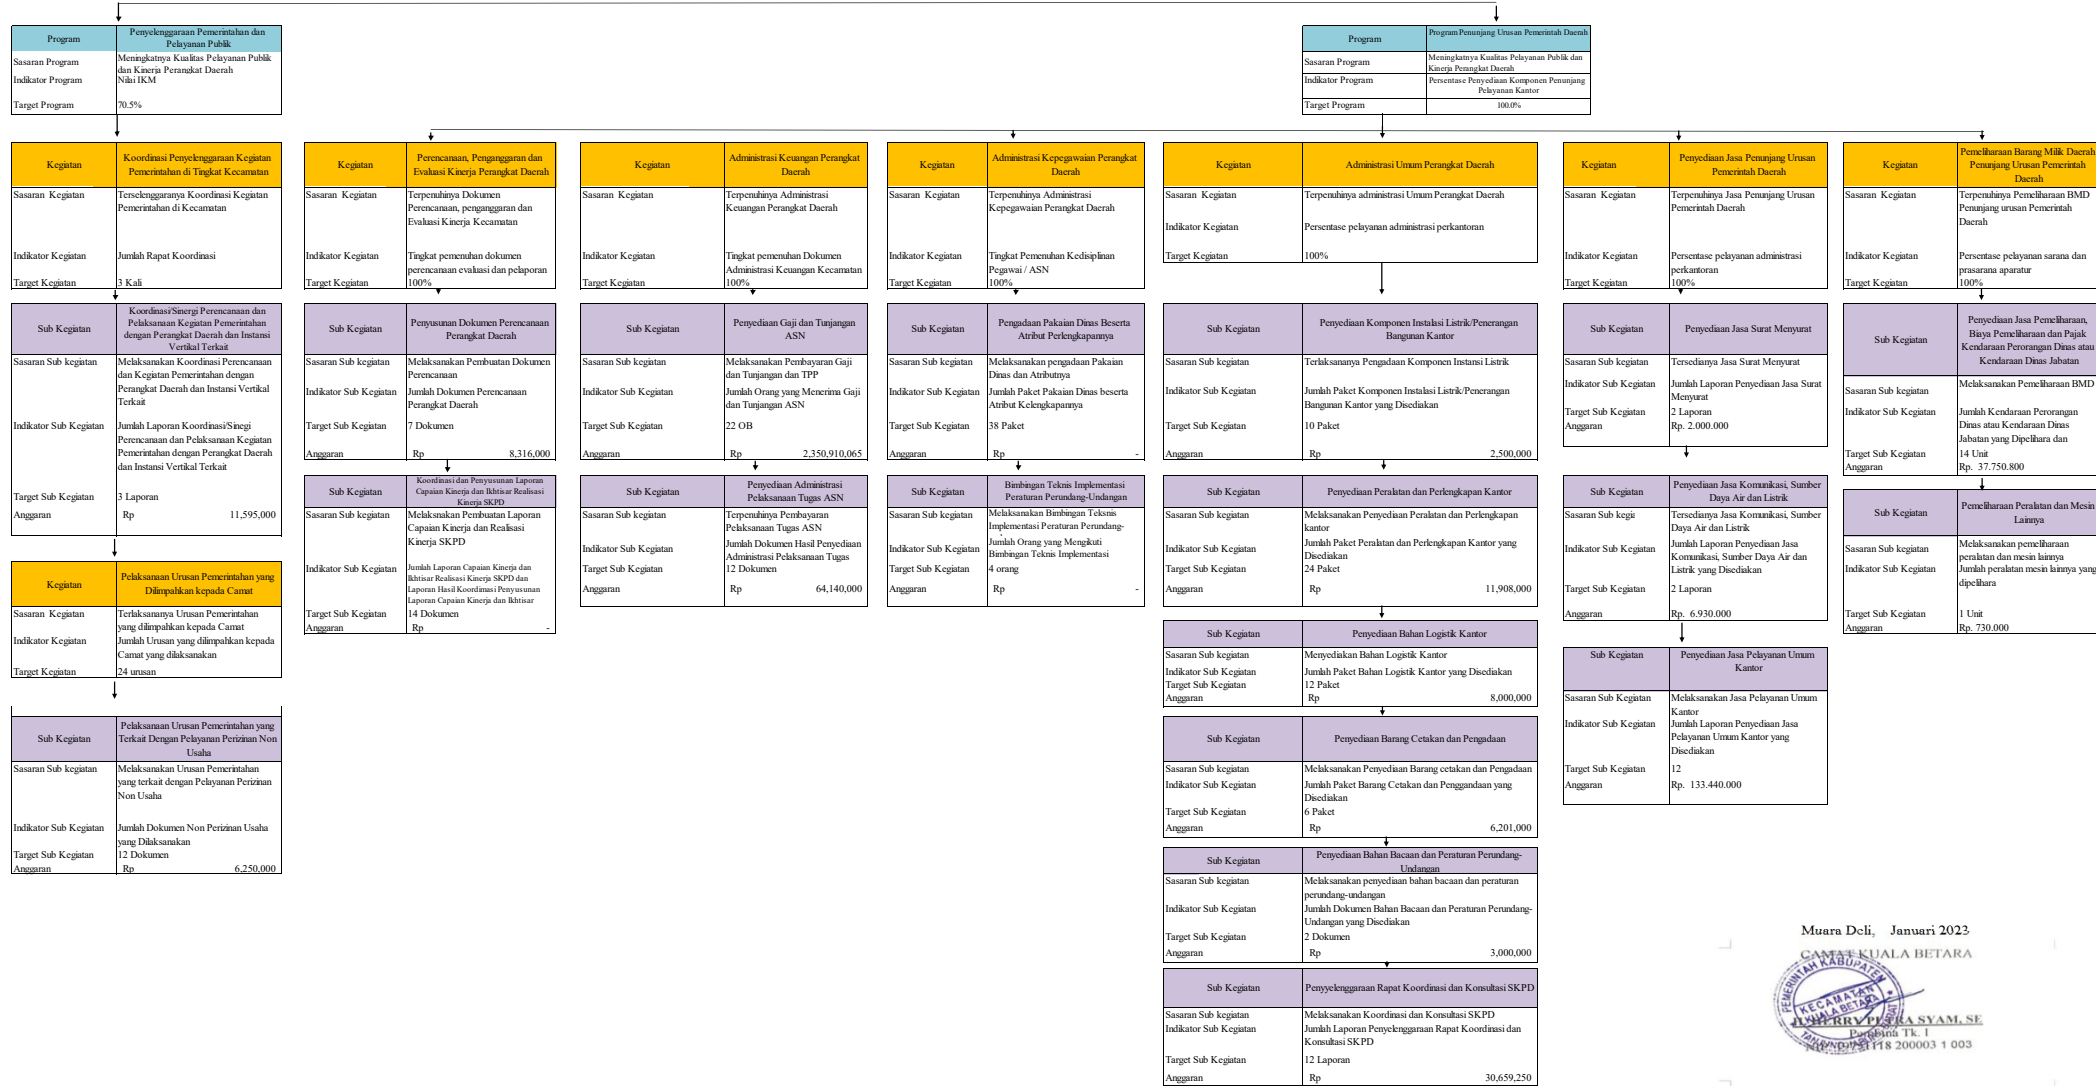 Program
Penyelenggaraan Pemerintahan dan
Pelayanan Publik
Sasaran Program
Meningkatnya Kualitas Pelayanan Publik
dan Kinerja Perangkat Daerah
Indikator Program
Nilai IKM
Target Program
70.5%
Program
Program Penunjang Urusan Pemerintah Daerah
Sasaran Program
Meningkatnya Kualitas Pelayanan Publik dan
Kinerja Perangkat Daerah
Indikator Program
Persentase Penyediaan Komponen Penunjang
Pelayanan Kantor
Target Program
100.0%
Kegiatan
Koordinasi Penyelenggaraan Kegiatan
Pemerintahan di Tingkat Kecamatan
Sasaran Kegiatan
Terselenggaranya Koordinasi Kegiatan
Pemerintahan di Kecamatan
Indikator Kegiatan
Jumlah Rapat Koordinasi
Target Kegiatan
3 Kali
Sub Kegiatan
Koordinasi/Sinergi Perencanaan dan
Pelaksanaan Kegiatan Pemerintahan
dengan Perangkat Daerah dan Instansi
Vertikal Terkait
Sasaran Sub kegiatan
Melaksanakan Koordinasi Perencanaan
dan Kegiatan Pemerintahan dengan
Perangkat Daerah dan Instansi Vertikal
Terkait
Indikator Sub Kegiatan
Jumlah Laporan Koordinasi/Sinegi
Perencanaan dan Pelaksanaan Kegiatan
Pemerintahan dengan Perangkat Daerah
dan Instansi Vertikal Terkait
Target Sub Kegiatan
3 Laporan
Anggaran
Rp 11,595,000
Kegiatan
Pelaksanaan Urusan Pemerintahan yang
Dilimpahkan kepada Camat
Sasaran Kegiatan
Terlaksananya Urusan Pemerintahan
yang dilimpahkan kepada Camat
Indikator Kegiatan
Jumlah Urusan yang dilimpahkan kepada
Camat yang dilaksanakan
Target Kegiatan
24 urusan
Sub Kegiatan
Pelaksanaan Urusan Pemerintahan yang
Terkait Dengan Pelayanan Perizinan Non
Usaha
Sasaran Sub kegiatan
Melaksanakan Urusan Pemerintahan
yang terkait dengan Pelayanan Perizinan
Non Usaha
Indikator Sub Kegiatan
Jumlah Dokumen Non Perizinan Usaha
yang Dilaksanakan
Target Sub Kegiatan
12 Dokumen
Anggaran
Rp 6,250,000
Kegiatan
Perencanaan, Penganggaran dan
Evaluasi Kinerja Perangkat Daerah
Sasaran Kegiatan
Terpenuhinya Dokumen
Perencanaan, penganggaran dan
Evaluasi Kinerja Kecamatan
Indikator Kegiatan
Tingkat pemenuhan dokumen
perencanaan evaluasi dan pelaporan
Target Kegiatan
100%
Sub Kegiatan
Penyusunan Dokumen Perencanaan
Perangkat Daerah
Sasaran Sub kegiatan
Melaksanakan Pembuatan Dokumen
Perencanaan
Indikator Sub Kegiatan
Jumlah Dokumen Perencanaan
Perangkat Daerah
Target Sub Kegiatan
7 Dokumen
Anggaran
Rp 8,316,000
Sub Kegiatan
Koordinasi dan Penyusunan Laporan
Capaian Kinerja dan Ikhtisar Realisasi
Kinerja SKPD
Sasaran Sub kegiatan
Melaksnakan Pembuatan Laporan
Capaian Kinerja dan Realisasi
Kinerja SKPD
Indikator Sub Kegiatan
Jumlah Laporan Capaian Kinerja dan
Ikhtisar Realisasi Kinerja SKPD dan
Laporan Hasil Koordimasi Penyusunan
Laporan Capaian Kinerja dan Ikhtisar
Target Sub Kegiatan
14 Dokumen
Anggaran
Rp -
Kegiatan
Administrasi Keuangan Perangkat
Daerah
Sasaran Kegiatan
Terpenuhinya Administrasi
Keuangan Perangkat Daerah
Indikator Kegiatan
Tingkat pemenuhan Dokumen
Administrasi Keuangan Kecamatan
Target Kegiatan
100%
Sub Kegiatan
Penyediaan Gaji dan Tunjangan
ASN
Sasaran Sub kegiatan
Melaksanakan Pembayaran Gaji
dan Tunjangan dan TPP
Indikator Sub Kegiatan
Jumlah Orang yang Menerima Gaji
dan Tunjangan ASN
Target Sub Kegiatan
22 OB
Anggaran
Rp 2,350,910,065
Sub Kegiatan
Penyediaan Administrasi
Pelaksanaan Tugas ASN
Sasaran Sub kegiatan
Terpenuhinya Pembayaran
Pelaksanaan Tugas ASN
Indikator Sub Kegiatan
Jumlah Dokumen Hasil Penyediaan
Administrasi Pelaksanaan Tugas
Target Sub Kegiatan
12 Dokumen
Anggaran
Rp 64,140,000
Kegiatan
Administrasi Kepegawaian Perangkat
Daerah
Sasaran Kegiatan
Terpenuhinya Administrasi
Kepegawaian Perangkat Daerah
Indikator Kegiatan
Tingkat Pemenuhan Kedisiplinan
Pegawai / ASN
Target Kegiatan
100%
Sub Kegiatan
Pengadaan Pakaian Dinas Beserta
Atribut Perlengkapannya
Sasaran Sub kegiatan
Melaksanakan pengadaan Pakaian
Dinas dan Atributnya
Indikator Sub Kegiatan
Jumlah Paket Pakaian Dinas beserta
Atribut Kelengkapannya
Target Sub Kegiatan
38 Paket
Anggaran
Rp -
Sub Kegiatan
Bimbingan Teknis Implementasi
Peraturan Perundang-Undangan
Sasaran Sub kegiatan
Melaksanakan Bimbingan Teksnis
Implementasi Peraturan Perundang-
Indikator Sub Kegiatan
Jumlah Orang yang Mengikuti
Bimbingan Teknis Implementasi
Target Sub Kegiatan
4 orang
Anggaran
Rp -
Kegiatan
Administrasi Umum Perangkat Daerah
Sasaran Kegiatan
Terpenuhinya administrasi Umum Perangkat Daerah
Indikator Kegiatan
Persentase pelayanan administrasi perkantoran
Target Kegiatan
100%
Sub Kegiatan
Penyediaan Komponen Instalasi Listrik/Penerangan
Bangunan Kantor
Sasaran Sub kegiatan
Terlaksananya Pengadaan Komponen Instansi Listrik
Indikator Sub Kegiatan
Jumlah Paket Komponen Instalasi Listrik/Penerangan
Bangunan Kantor yang Disediakan
Target Sub Kegiatan
10 Paket
Anggaran
Rp 2,500,000
Sub Kegiatan
Penyediaan Peralatan dan Perlengkapan Kantor
Sasaran Sub kegiatan
Melaksanakan Penyediaan Peralatan dan Perlengkapan
kantor
Indikator Sub Kegiatan
Jumlah Paket Peralatan dan Perlengkapan Kantor yang
Disediakan
Target Sub Kegiatan
24 Paket
Anggaran
Rp 11,908,000
Sub Kegiatan
Penyediaan Bahan Logistik Kantor
Sasaran Sub kegiatan
Menyediakan Bahan Logistik Kantor
Indikator Sub Kegiatan
Jumlah Paket Bahan Logistik Kantor yang Disediakan
Target Sub Kegiatan
12 Paket
Anggaran
Rp 8,000,000
Sub Kegiatan
Penyediaan Barang Cetakan dan Pengadaan
Sasaran Sub kegiatan
Melaksanakan Penyediaan Barang cetakan dan Pengadaan
Indikator Sub Kegiatan
Jumlah Paket Barang Cetakan dan Penggandaan yang
Disediakan
Target Sub Kegiatan
6 Paket
Anggaran
Rp 6,201,000
Sub Kegiatan
Penyediaan Bahan Bacaan dan Peraturan Perundang-
Undangan
Sasaran Sub kegiatan
Melaksanakan penyediaan bahan bacaan dan peraturan
perundang-undangan
Indikator Sub Kegiatan
Jumlah Dokumen Bahan Bacaan dan Peraturan Perundang-
Undangan yang Disediakan
Target Sub Kegiatan
2 Dokumen
Anggaran
Rp 3,000,000
Sub Kegiatan
Penyyelenggaraan Rapat Koordinasi dan Konsultasi SKPD
Sasaran Sub kegiatan
Melaksanakan Koordinasi dan Konsultasi SKPD
Indikator Sub Kegiatan
Jumlah Laporan Penyelenggaraan Rapat Koordinasi dan
Konsultasi SKPD
Target Sub Kegiatan
12 Laporan
Anggaran
Rp 30,659,250
Kegiatan
Penyediaan Jasa Penunjang Urusan
Pemerintah Daerah
Sasaran Kegiatan
Terpenuhinya Jasa Penunjang Urusan
Pemerintah Daerah
Indikator Kegiatan
Persentase pelayanan administrasi
perkantoran
Target Kegiatan
100%
Sub Kegiatan
Penyediaan Jasa Surat Menyurat
Sasaran Sub kegiatan
Tersedianya Jasa Surat Menyurat
Indikator Sub Kegiatan
Jumlah Laporan Penyediaan Jasa Surat
Menyurat
Target Sub Kegiatan
2 Laporan
Anggaran
Rp. 2.000.000
Sub Kegiatan
Penyediaan Jasa Komunikasi, Sumber
Daya Air dan Listrik
Sasaran Sub kegi
Tersedianya Jasa Komunikasi, Sumber
Daya Air dan Listrik
Indikator Sub Kegiatan
Jumlah Laporan Penyediaan Jasa
Komunikasi, Sumber Daya Air dan
Listrik yang Disediakan
Target Sub Kegiatan
2 Laporan
Anggaran
Rp. 6.930.000
Sub Kegiatan
Penyediaan Jasa Pelayanan Umum
Kantor
Sasaran Sub Kegiatan
Melaksanakan Jasa Pelayanan Umum
Kantor
Indikator Sub Kegiatan
Jumlah Laporan Penyediaan Jasa
Pelayanan Umum Kantor yang
Disediakan
Target Sub Kegiatan
12
Anggaran
Rp. 133.440.000
Kegiatan
Pemeliharaan Barang Milik Daerah
Penunjang Urusan Pemerintah
Daerah
Sasaran Kegiatan
Terpenuhinya Pemeliharaan BMD
Penunjang urusan Pemerintah
Daerah
Indikator Kegiatan
Persentase pelayanan sarana dan
prasarana aparatur
Target Kegiatan
100%
Sub Kegiatan
Penyediaan Jasa Pemeliharaan,
Biaya Pemeliharaan dan Pajak
Kendaraan Perorangan Dinas atau
Kendaraan Dinas Jabatan
Sasaran Sub kegiatan
Melaksanakan Pemeliharaan BMD
Indikator Sub Kegiatan
Jumlah Kendaraan Perorangan
Dinas atau Kendaraan Dinas
Jabatan yang Dipelihara dan
Target Sub Kegiatan
14 Unit
Anggaran
Rp. 37.750.800
Sub Kegiatan
Pemeliharaan Peralatan dan Mesin
Lainnya
Sasaran Sub kegiatan
Melaksakan pemeliharaan
peralatan dan mesin lainnya
Indikator Sub Kegiatan
Jumlah peralatan mesin lainnya yang
dipelihara
Target Sub Kegiatan
1 Unit
Anggaran
Rp. 730.000
Muara Deli, Januari 2023
CAMAT KUALA BETARA
PEMERINTAH KABUPATEN
KECAMATAN
KUALA BETARA
SYAM, SE
Pembina Tk. I
200003 1 003